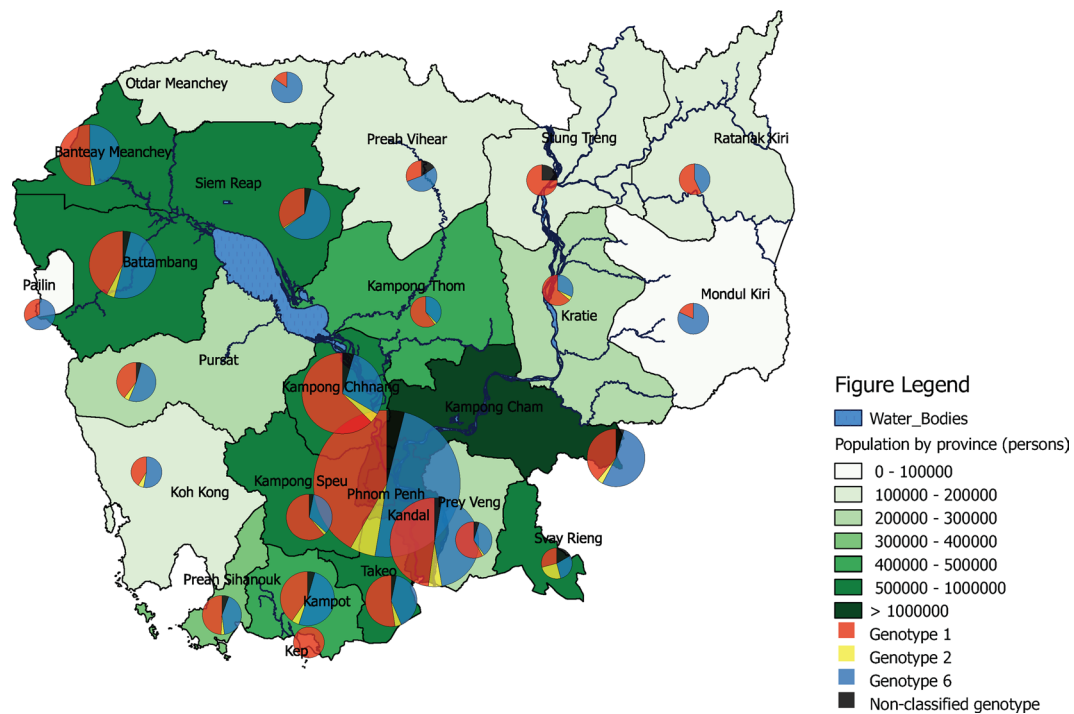 Otdar Meanchey
Preah Vihear
Stung Treng
Ratanak Kiri
Banteay Meanchey
Siem Reap
Battambang
Pailin
Kampong Thom
Mondul Kiri
Kratie
Pursat
Kampong Chhnang
Kampong Cham
Koh Kong
Kampong Speu
Phnom Penh
Prey Veng
Kandal
Svay Rieng
Takeo
Preah Sihanouk
Kampot
Kep
Figure Legend
Water_Bodies
Population by province (persons)
0 - 100000
100000 - 200000
200000 - 300000
300000 - 400000
400000 - 500000
500000 - 1000000
> 1000000
Genotype 1
Genotype 2
Genotype 6
Non-classified genotype